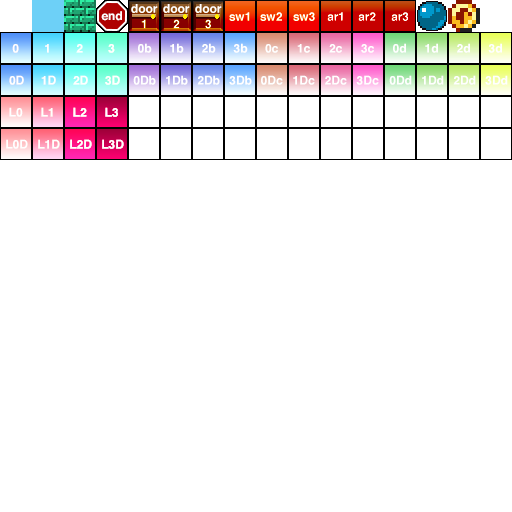 end door 1 door 2 door 3 sw1 sw2 sw3 ar1 ar2 ar3
0 1 2 3 0b 1b 2b 3b 0c 1c 2c 3c 0d 1d 2d 3d
0D 1D 2D 3D 0Db 1Db 2Db 3Db 0Dc 1Dc 2Dc 3Dc 0Dd 1Dd 2Dd 3Dd
L0 L1 L2 L3
L0D L1D L2D L3D